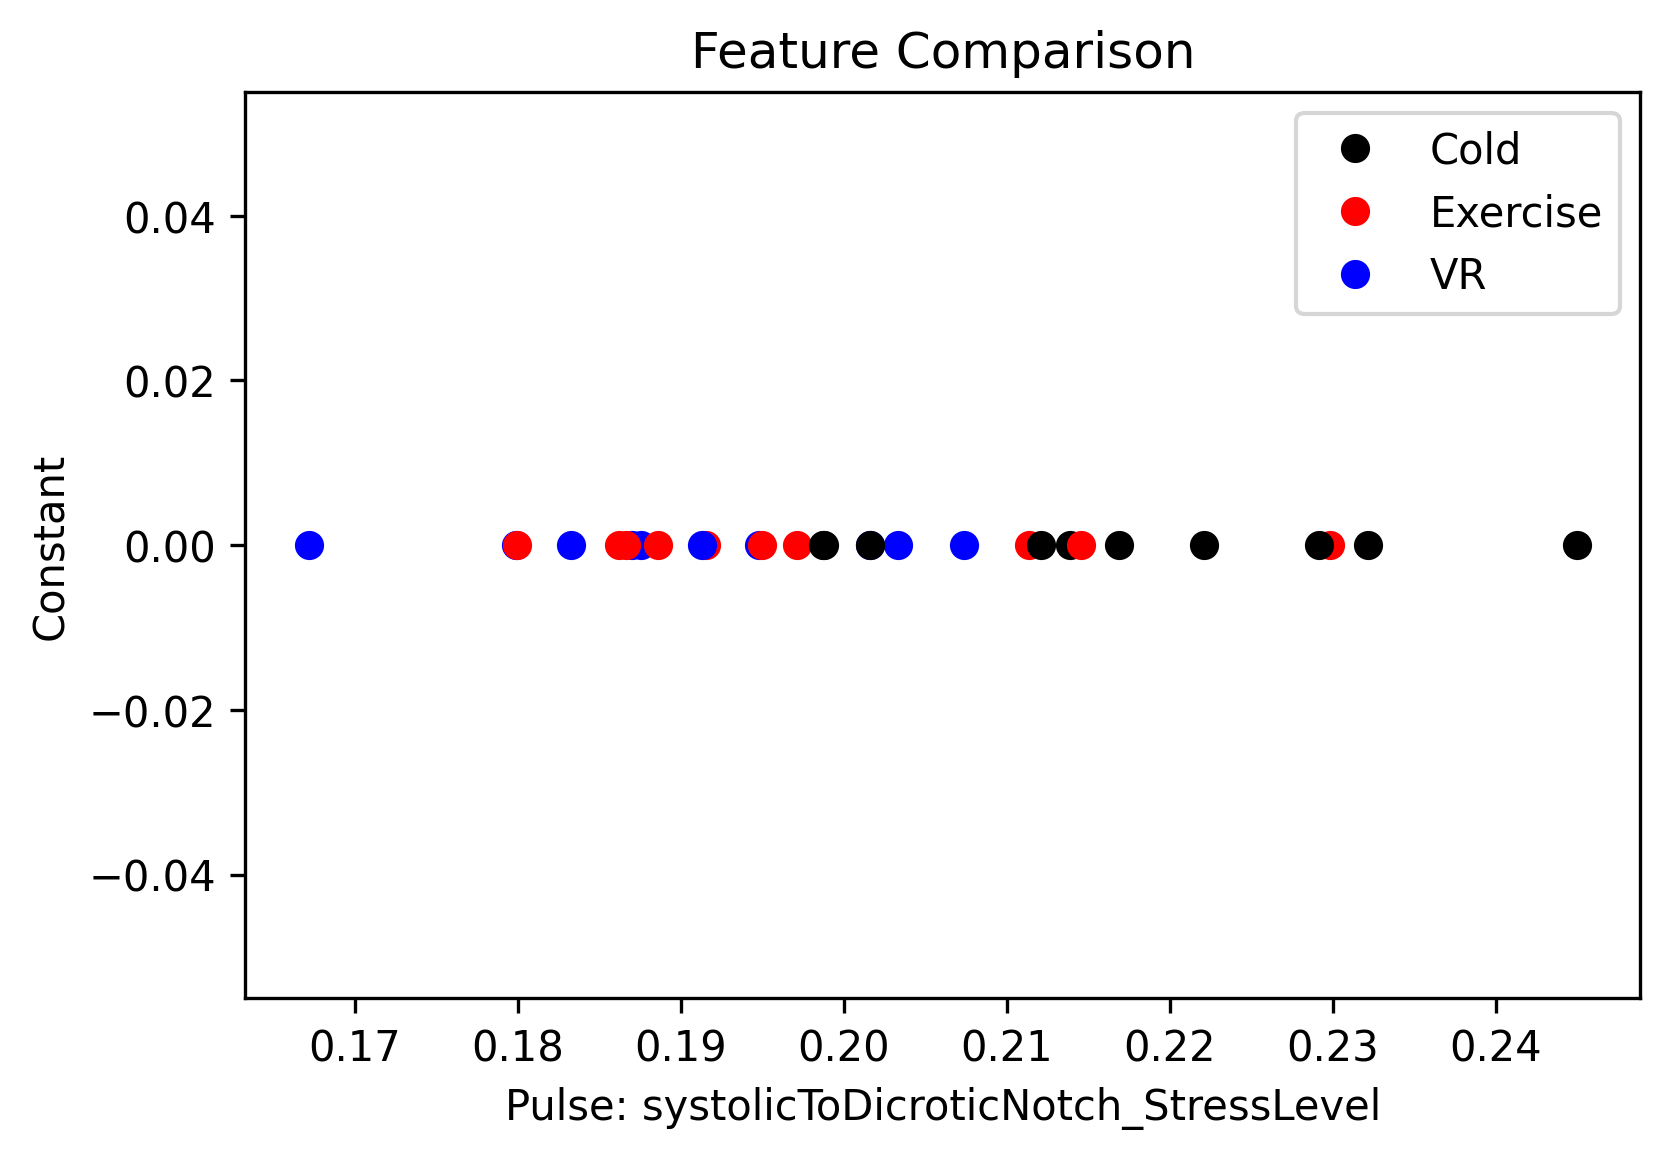 Feature Comparison
Cold
Exercise
VR
0.04
0.02
0.00
−0.02
−0.04
Constant
0.17 0.18 0.19 0.20 0.21 0.22 0.23 0.24
Pulse: systolicToDicroticNotch_StressLevel